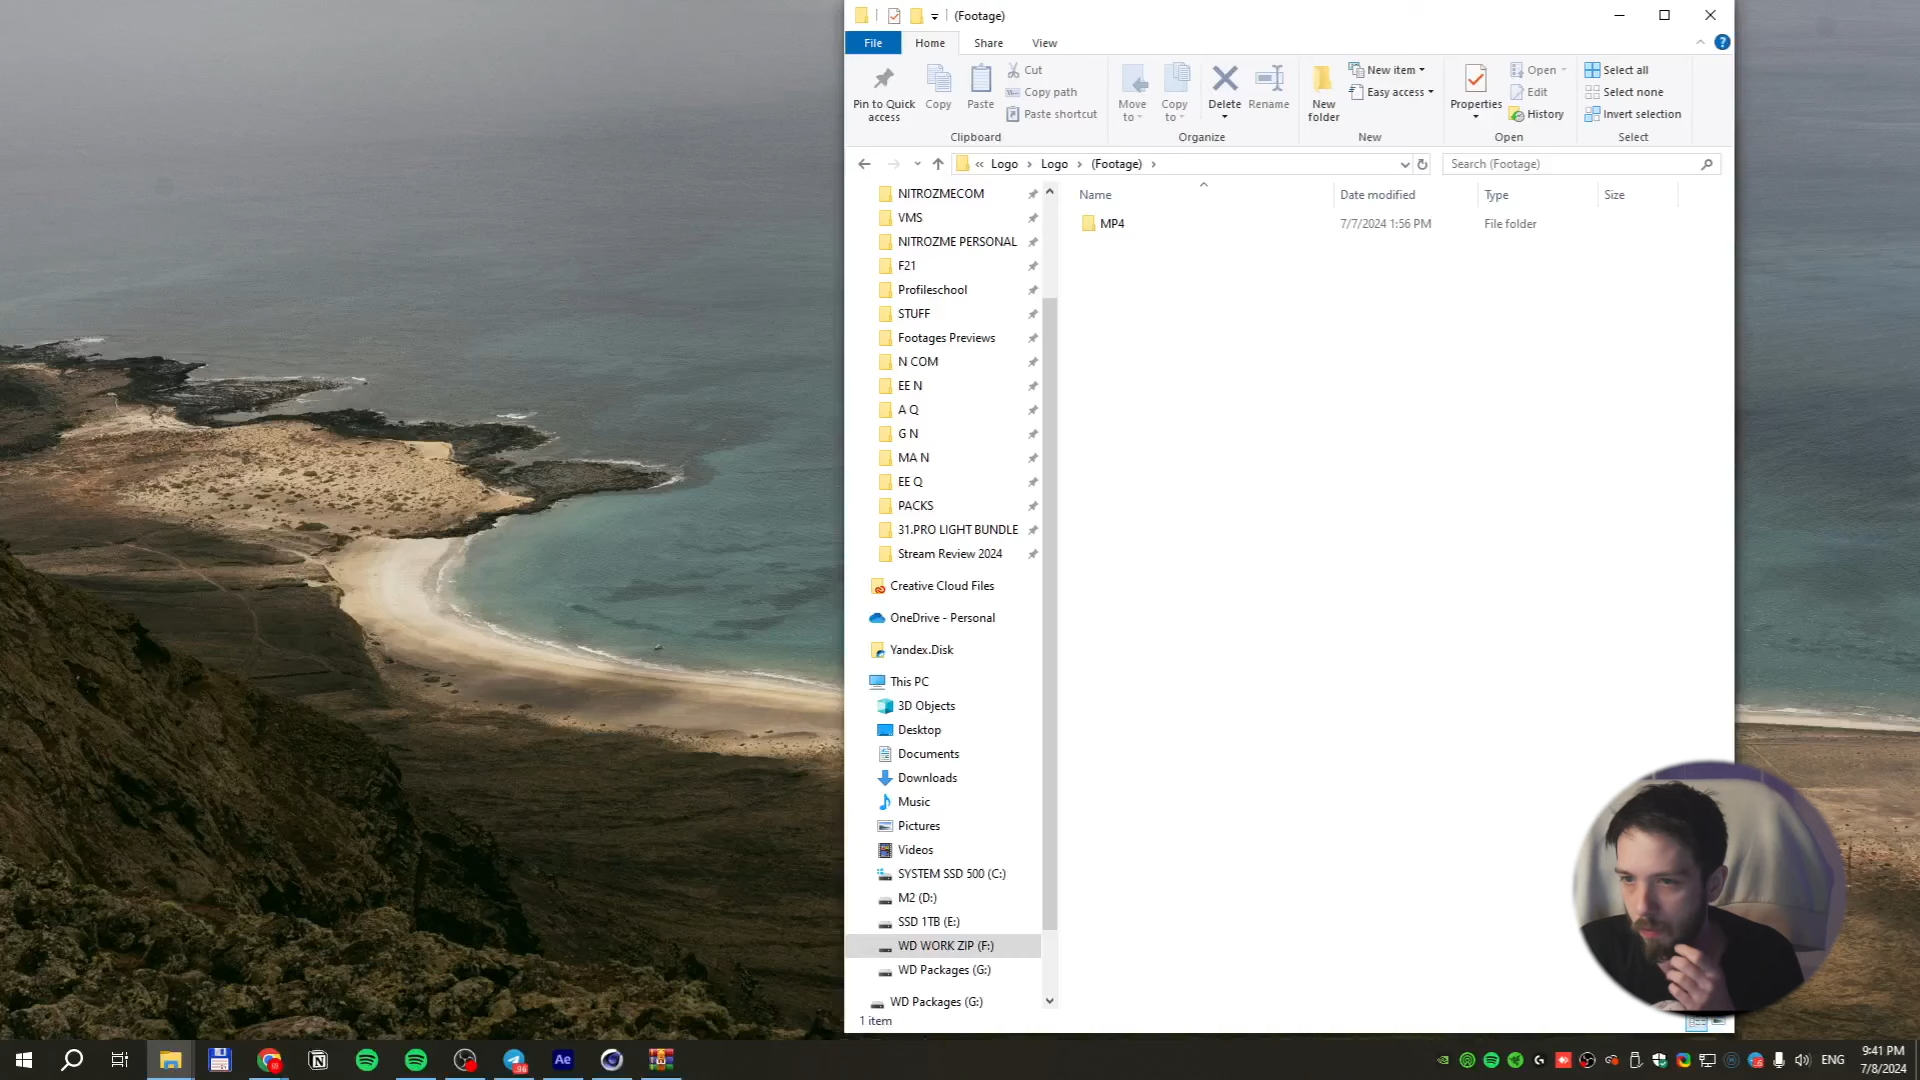 (Footage)
File
Home
Share
View
Pin to Quick
access
Copy
Paste
Cut
Copy path
Paste shortcut
Clipboard
Move
to
Copy
to
Delete
Rename
Organize
New
folder
New item
Easy access
New
Properties
Open
Edit
History
Open
Select all
Select none
Invert selection
Select
« Logo › Logo › (Footage) ›
Search (Footage)
Name
Date modified
Type
Size
MP4
7/7/2024 1:56 PM
File folder
NITROZMECOM
VMS
NITROZME PERSONAL
F21
Profileschool
STUFF
Footages Previews
N COM
EE N
A Q
G N
MA N
EE Q
PACKS
31.PRO LIGHT BUNDLE
Stream Review 2024
Creative Cloud Files
OneDrive - Personal
Yandex.Disk
This PC
3D Objects
Desktop
Documents
Downloads
Music
Pictures
Videos
SYSTEM SSD 500 (C:)
M2 (D:)
SSD 1TB (E:)
WD WORK ZIP (F:)
WD Packages (G:)
WD Packages (G:)
1 item
96
Ae
ENG
9:41 PM
7/8/2024